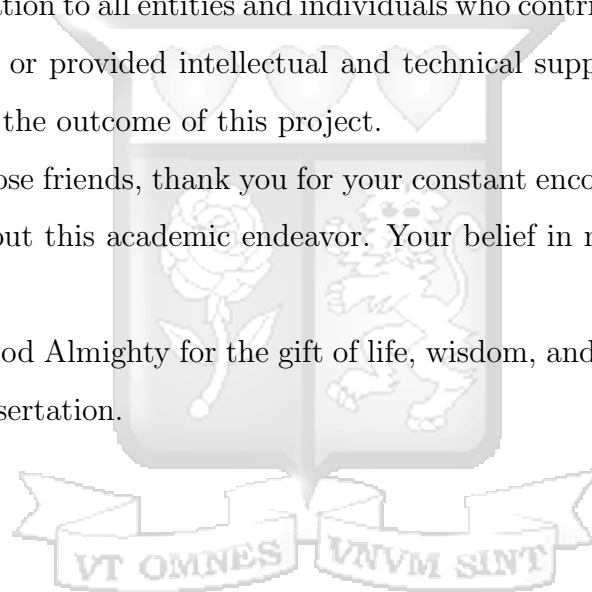 ation to all entities and individuals who contri
or provided intellectual and technical supp
the outcome of this project.
ose friends, thank you for your constant enco
out this academic endeavor. Your belief in
od Almighty for the gift of life, wisdom, and
sertation.
VT OMNES VNVM SINT